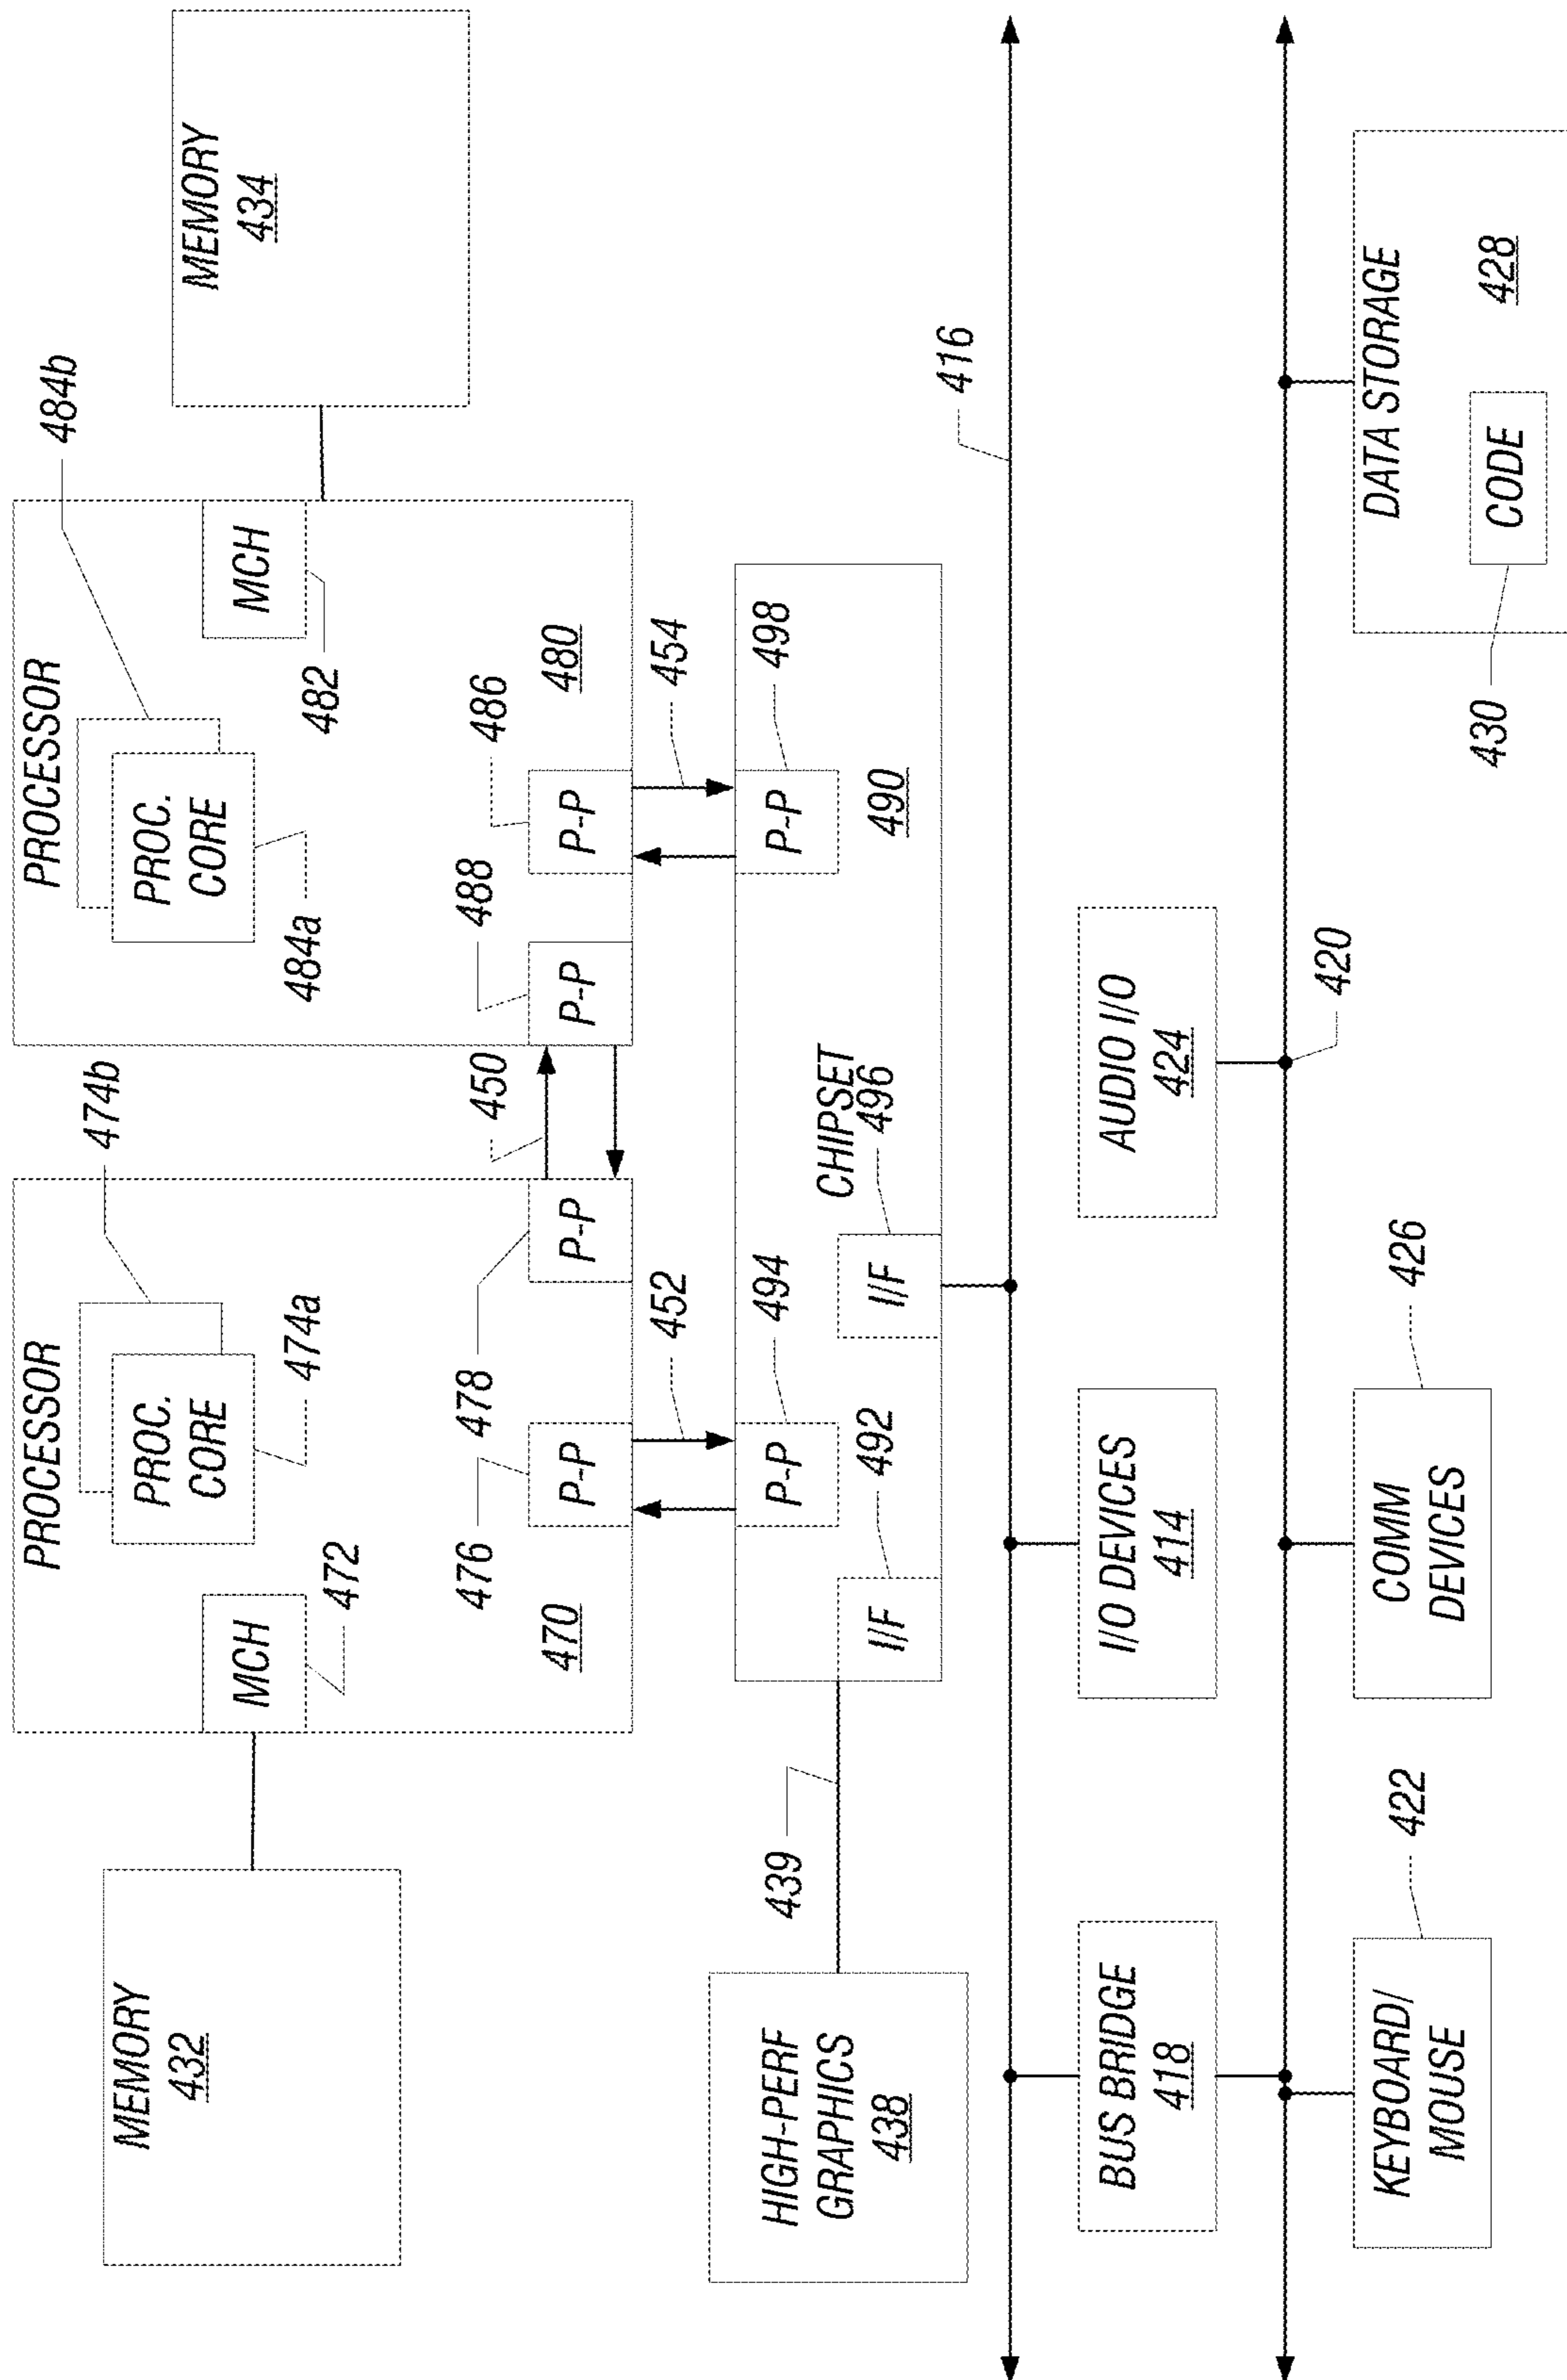 PROCESSOR
PROCESSOR
474b
484b
PROC.
CORE
PROC.
CORE
MEMORY
432
MCH
472
474a
484a
MCH
482
MEMORY
434
450
476
478
488
486
470
P-P
P-P
P-P
P-P
480
452
454
439
HIGH-PERF
GRAPHICS
438
P-P
494
P-P
498
I/F
492
I/F
CHIPSET
496
490
416
BUS BRIDGE
418
I/O DEVICES
414
AUDIO I/O
424
420
422
426
KEYBOARD/
MOUSE
COMM
DEVICES
DATA STORAGE
428
CODE
430